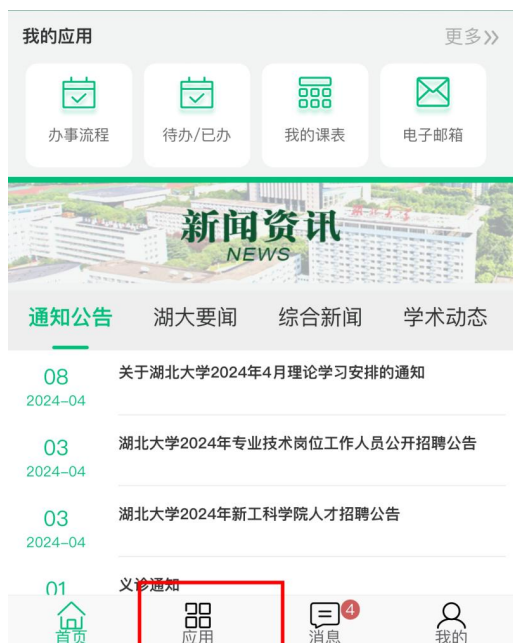 我的应用 更多
办事流程 待办/已办 我的课表 电子邮箱
新闻资讯
NEWS
通知公告 湖大要闻 综合新闻 学术动态
08 关于湖北大学2024年4月理论学习安排的通知
2024-04
03 湖北大学2024年专业技术岗位工作人员公开招聘公告
2024-04
03 湖北大学2024年新工科学院人才招聘公告
2024-04
01 义诊通知
4
首页 应用 消息 我的